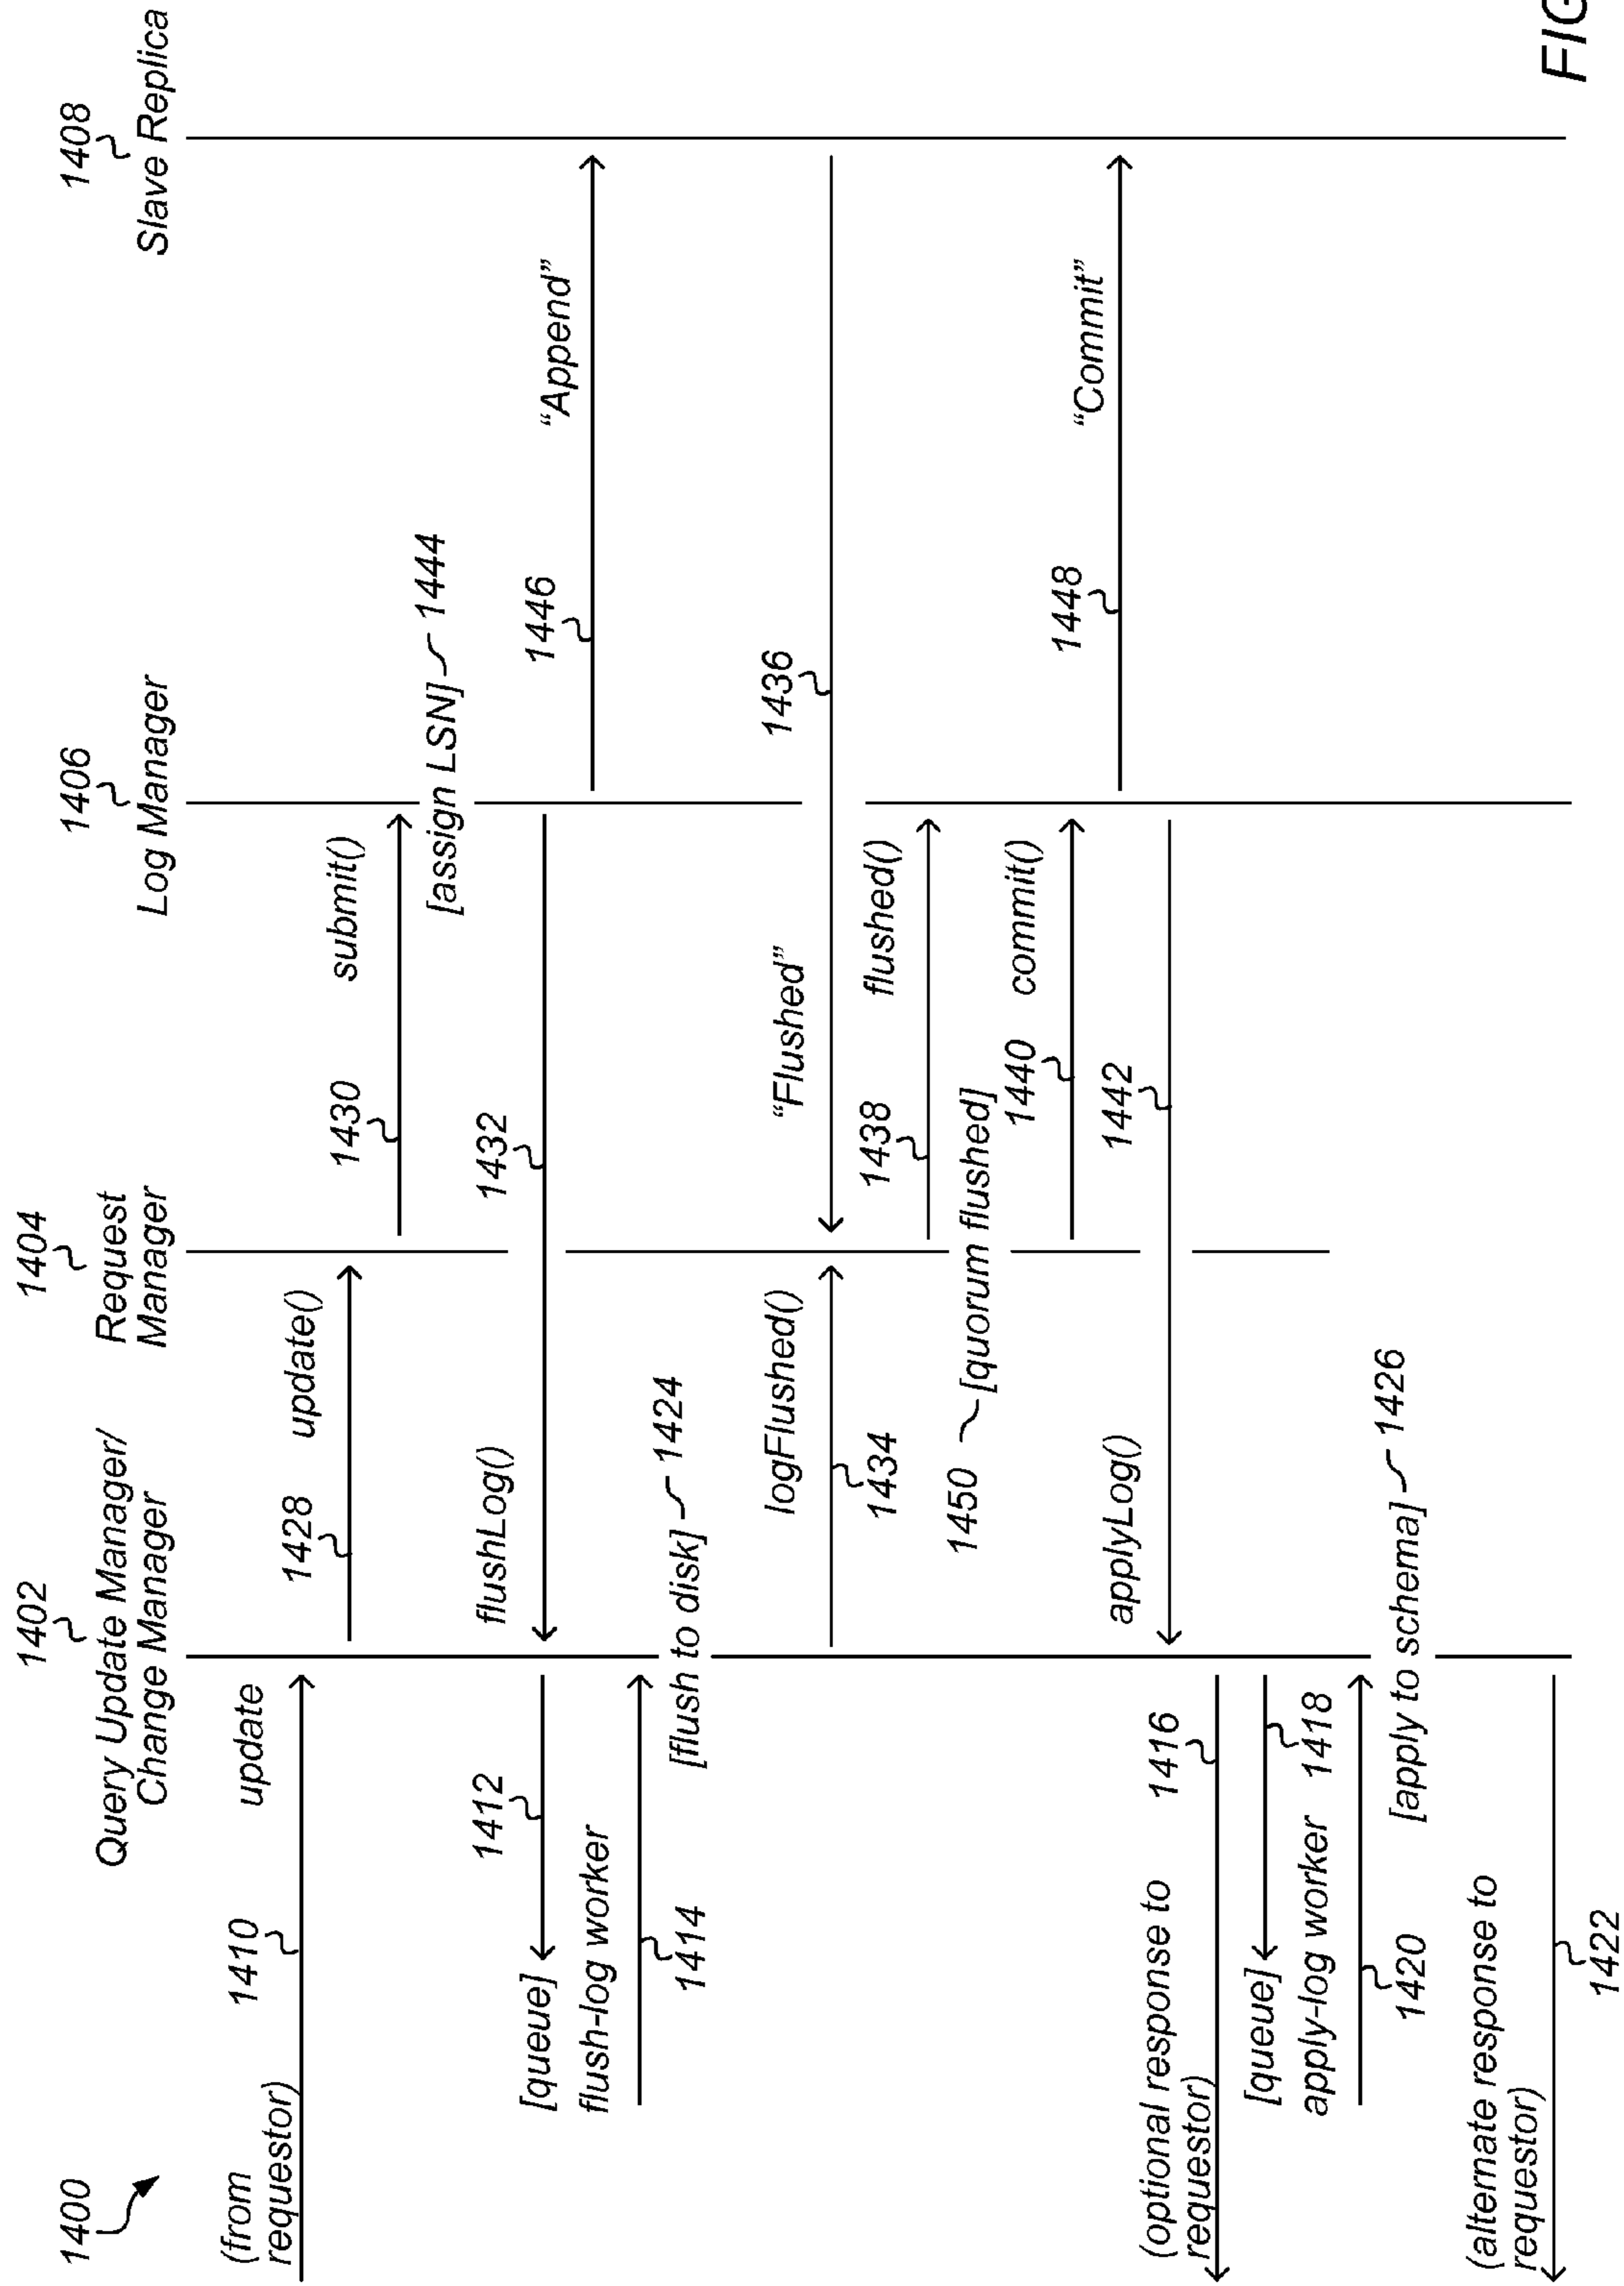 1400
1402
Query Update Manager/
Change Manager
1404
Request
Manager
1406
Log Manager
1408
Slave Replica
(from
requestor)
1410
update
1428
update()
1430
submit()
[assign LSN]
1444
flushLog()
1432
1446
"Append"
1412
[queue]
flush-log worker
1414
[flush to disk]
1424
logFlushed()
1434
"Flushed"
1436
1438
flushed()
1450
[quorum flushed]
1440
commit()
1448
"Commit"
applyLog()
1442
(optional response to
requestor)
1416
[queue]
1418
apply-log worker
1420
[apply to schema]
1426
(alternate response to
requestor)
1422